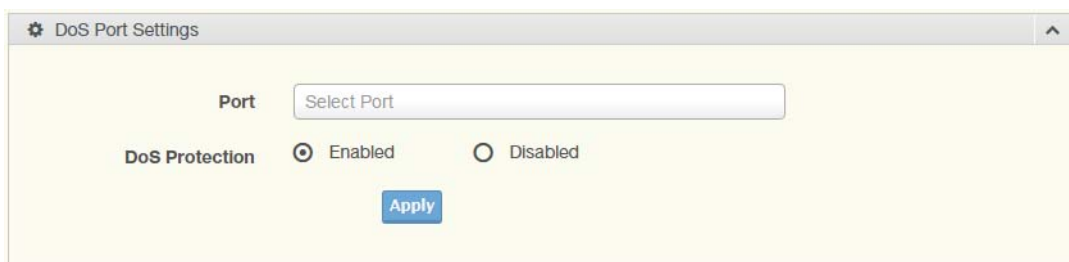 DoS Port Settings
Port Select Port
DoS Protection Enabled Disabled
Apply